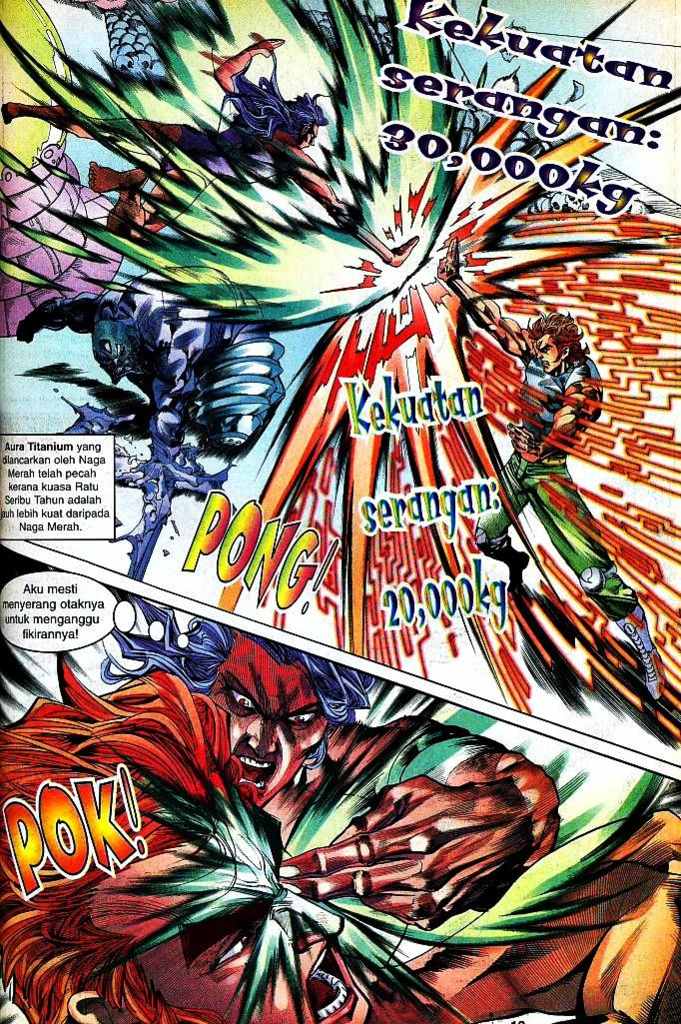 Kekuatan
serangan:
30,000kg
Kekuatan
serangan:
20,000kg
Aura Titanium yang
dilancarkan oleh Naga
Merah telah pecah
kerana kuasa Ratu
Seribu Tahun adalah
jauh lebih kuat daripada
Naga Merah.
PONG!
Aku mesti
menyerang otaknya
untuk menganggu
fikirannya!
POK!